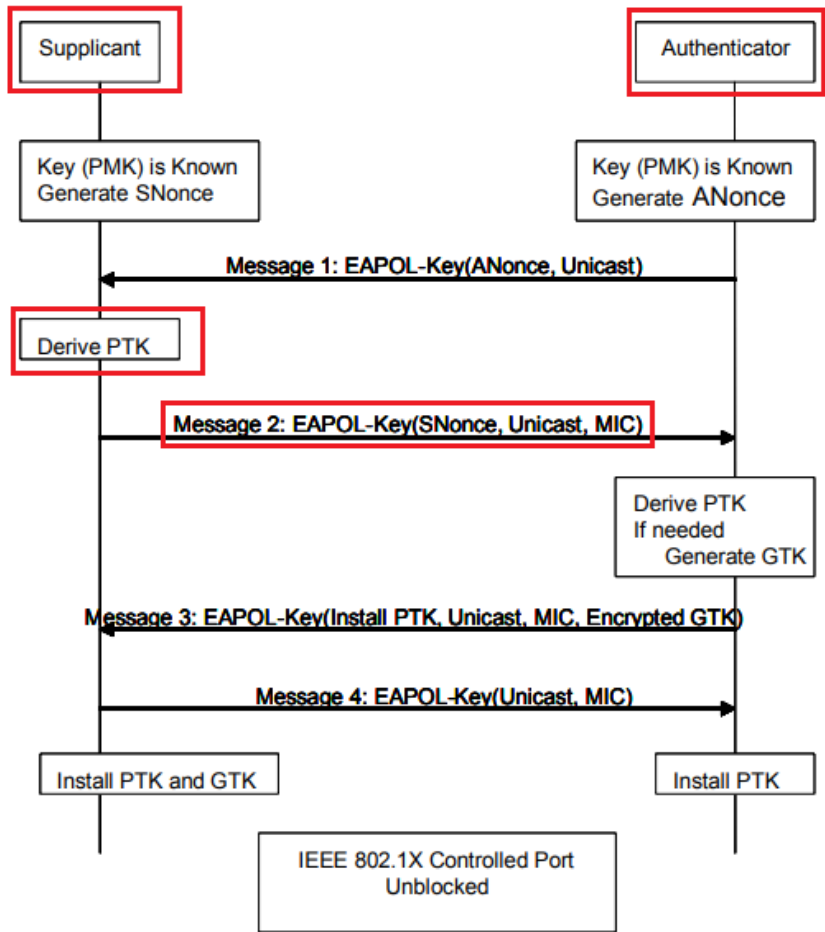 Supplicant
Authenticator
Key (PMK) is Known
Generate SNonce
Key (PMK) is Known
Generate ANonce
Message 1: EAPOL-Key(ANonce, Unicast)
Derive PTK
Message 2: EAPOL-Key(SNonce, Unicast, MIC)
Derive PTK
If needed
Generate GTK
Message 3: EAPOL-Key(Install PTK, Unicast, MIC, Encrypted GTK)
Message 4: EAPOL-Key(Unicast, MIC)
Install PTK and GTK
Install PTK
IEEE 802.1X Controlled Port
Unblocked